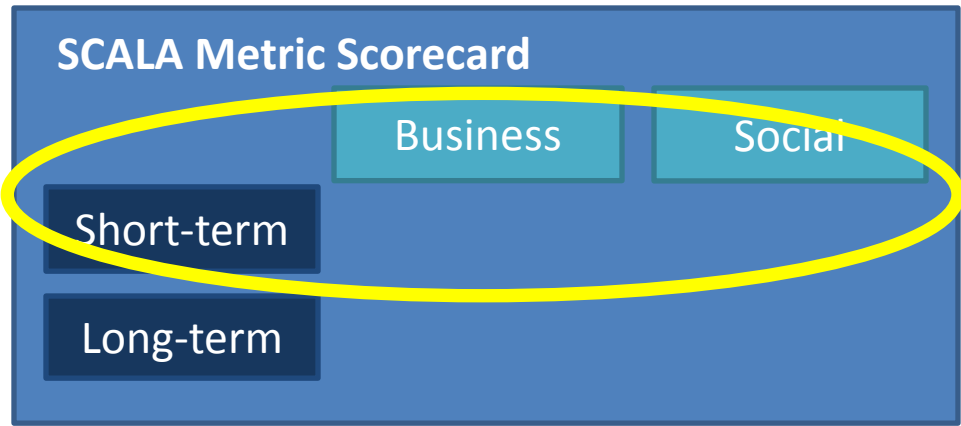 SCALA Metric Scorecard
Business
Social
Short-term
Long-term